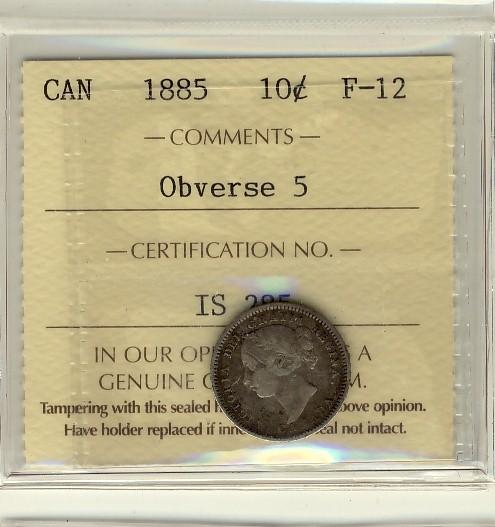 CAN 1885 10¢ F-12
— COMMENTS —
Obverse 5
— CERTIFICATION NO. —
IS 285
IN OUR A
GENUINE
Tampering with this sealed opinion.
Have holder replaced if not intact.